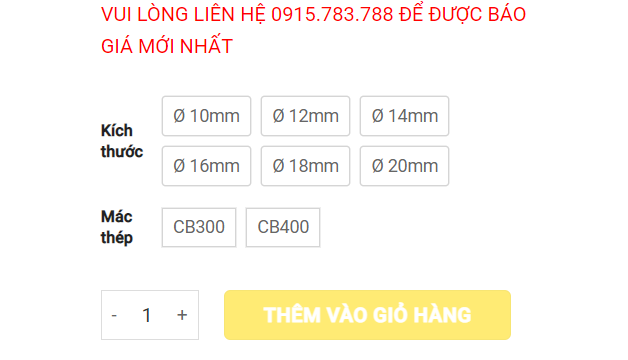 VUI LÒNG LIÊN HỆ 0915.783.788 ĐỂ ĐƯỢC BÁO
GIÁ MỚI NHẤT
Kích thước
Ø 10mm Ø 12mm Ø 14mm
Ø 16mm Ø 18mm Ø 20mm
Mác thép
CB300 CB400
- 1 +
THÊM VÀO GIỎ HÀNG